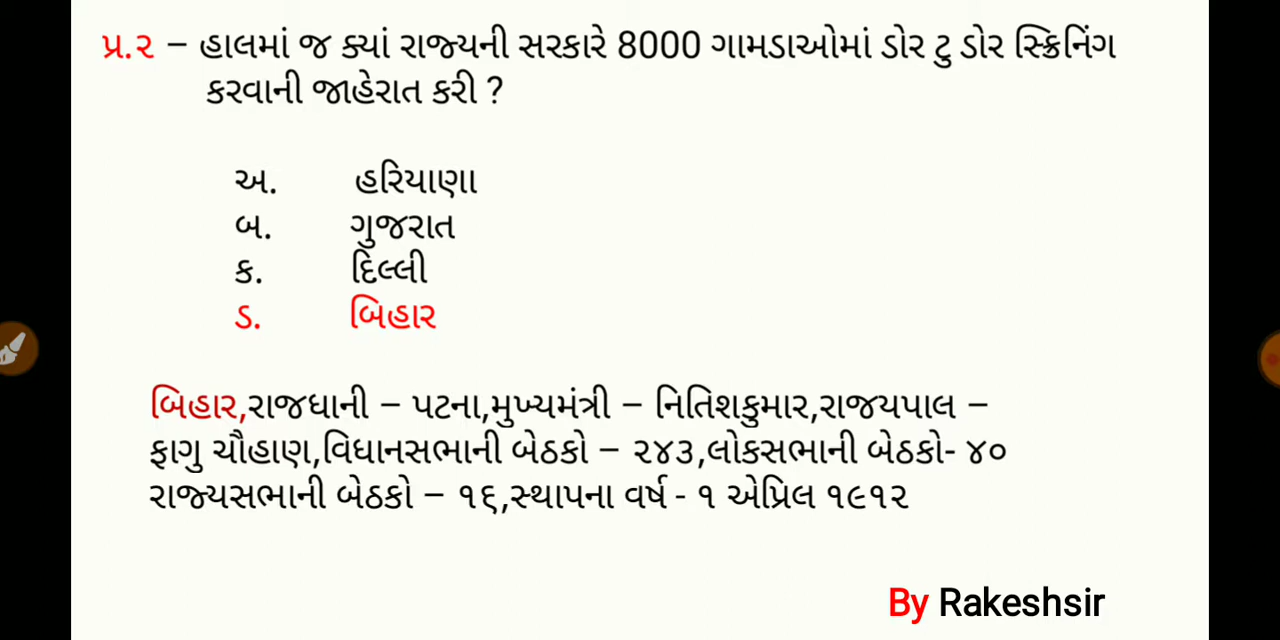 પ્ર.૨ – હાલમાં જ ક્યાં રાજ્યની સરકારે 8000 ગામડાઓમાં ડોર ટુ ડોર સ્ક્રિનિંગ
કરવાની જાહેરાત કરી ?
અ. હરિયાણા
બ. ગુજરાત
ક. દિલ્લી
ડ. બિહાર
બિહાર,રાજધાની – પટના,મુખ્યમંત્રી – નિતિશકુમાર,રાજયપાલ –
ફાગુ ચૌહાણ,વિધાનસભાની બેઠકો – ૨૪૩,લોકસભાની બેઠકો- ૪૦
રાજ્યસભાની બેઠકો – ૧૬,સ્થાપના વર્ષ - ૧ એપ્રિલ ૧૯૧૨
By Rakeshsir